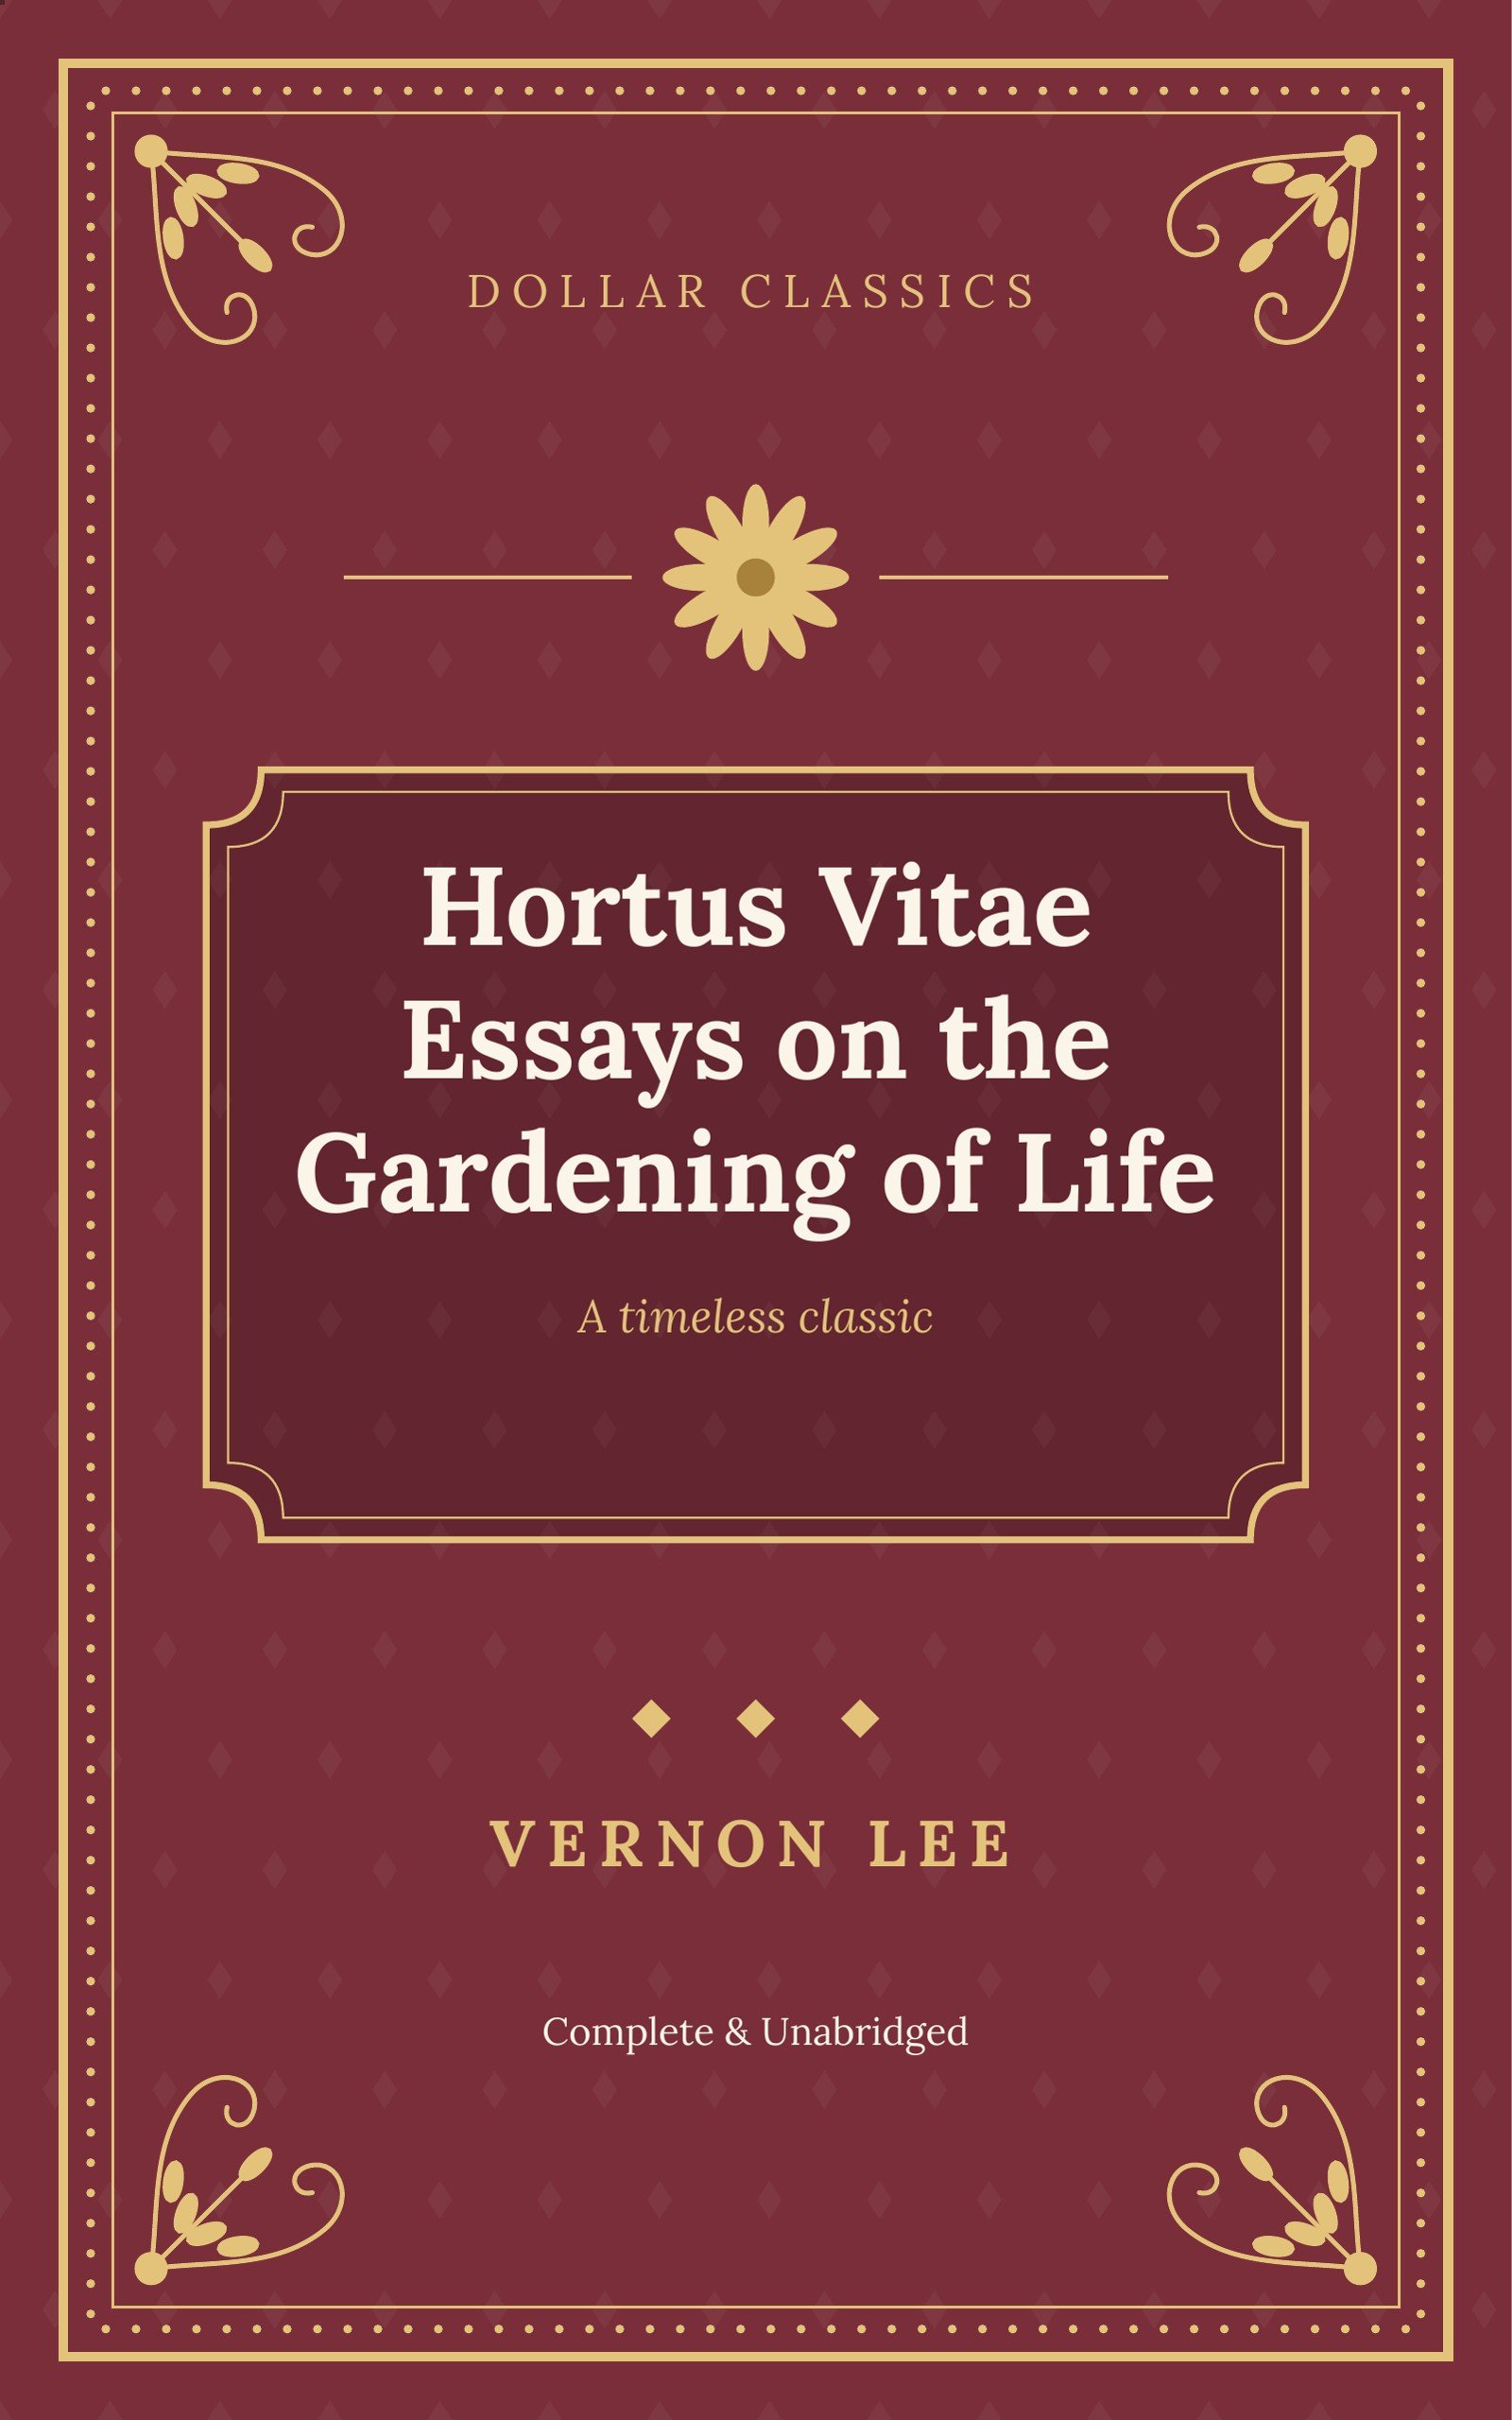 DOLLAR CLASSICS
Hortus Vitae
Essays on the
Gardening of Life
A timeless classic
VERNON LEE
Complete & Unabridged